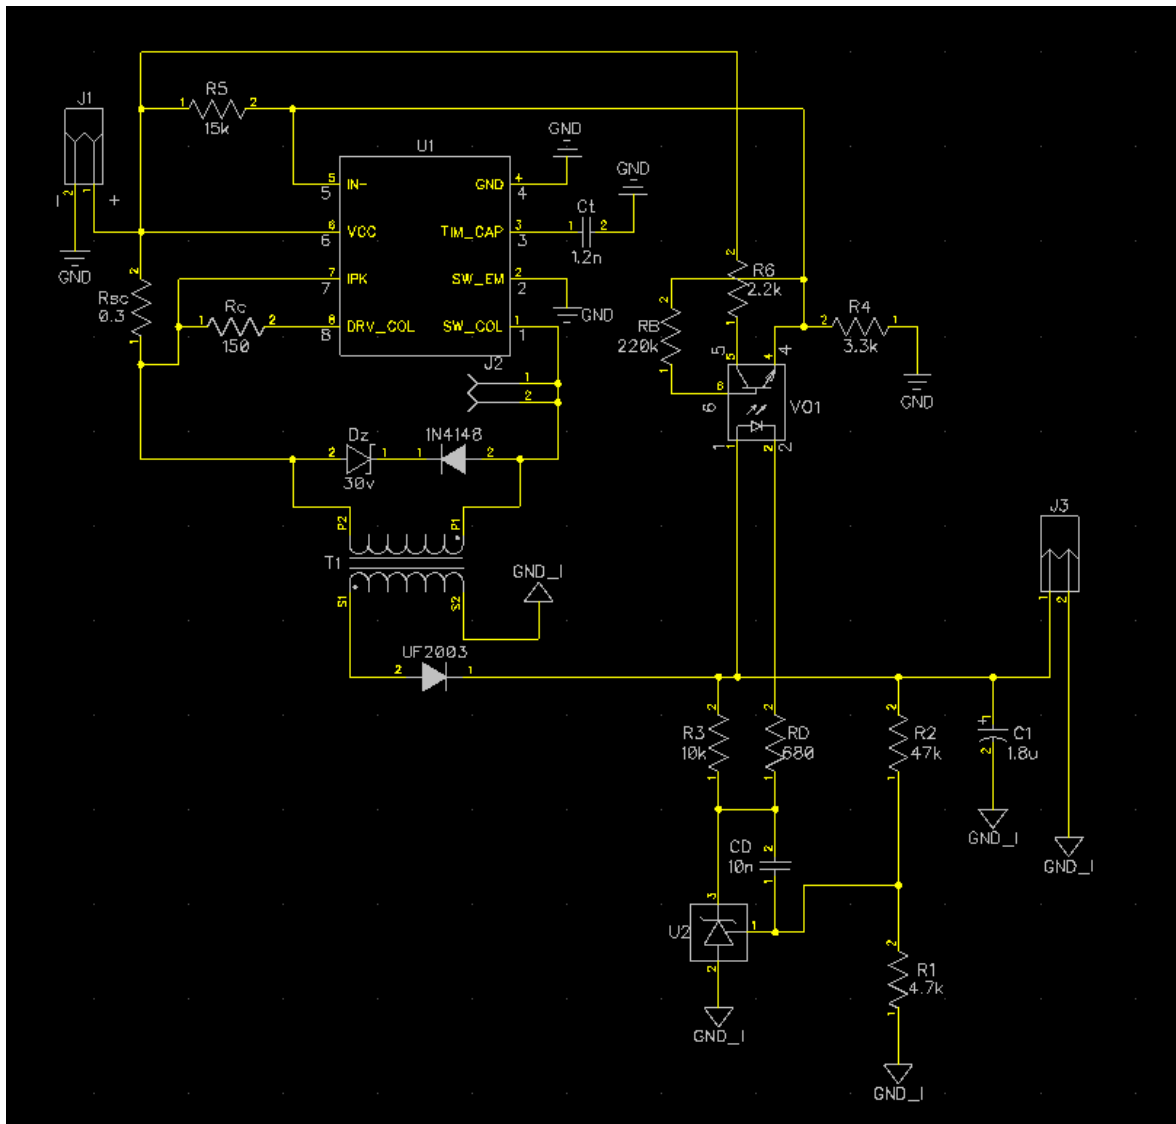 J1
2
1
I
+
GND
R5
1
2
15k
U1
5
IN-
5
6
VCC
6
7
IPK
7
8
DRV_COL
8
GND
4
4
TIM_CAP
3
3
SW_EM
2
2
SW_COL
1
1
GND
GND
Ct
1
2
1.2n
GND
2
Rsc
0.3
1
Rc
1
2
150
J2
1
2
2
R6
2.2k
1
2
RB
220k
1
R4
2
1
3.3k
GND
5
5
4
4
6
6
VO1
1
1
2
2
Dz
2
1
30v
1N4148
1
2
P2
P1
T1
S1
S2
GND_I
UF2003
2
1
J3
1
2
2
R3
10k
1
2
RD
680
1
2
R2
47k
1
+
1
C1
1.8u
2
GND_I
GND_I
CD
2
10n
1
3
U2
1
2
GND_I
2
R1
4.7k
1
GND_I